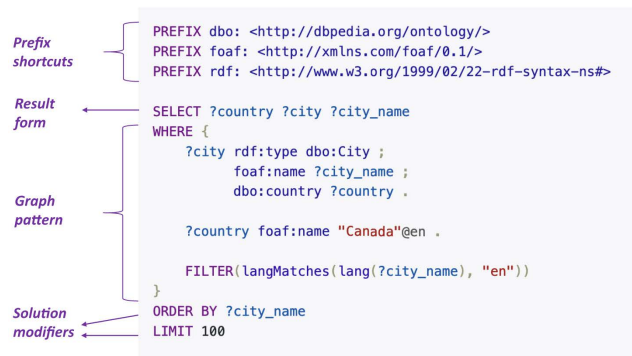 Prefix
shortcuts
PREFIX dbo: <http://dbpedia.org/ontology/>
PREFIX foaf: <http://xmlns.com/foaf/0.1/>
PREFIX rdf: <http://www.w3.org/1999/02/22-rdf-syntax-ns#>
Result
form
SELECT ?country ?city ?city_name
Graph
pattern
WHERE {
?city rdf:type dbo:City ;
foaf:name ?city_name ;
dbo:country ?country .
?country foaf:name "Canada"@en .
FILTER(langMatches(lang(?city_name), "en"))
}
Solution
modifiers
ORDER BY ?city_name
LIMIT 100